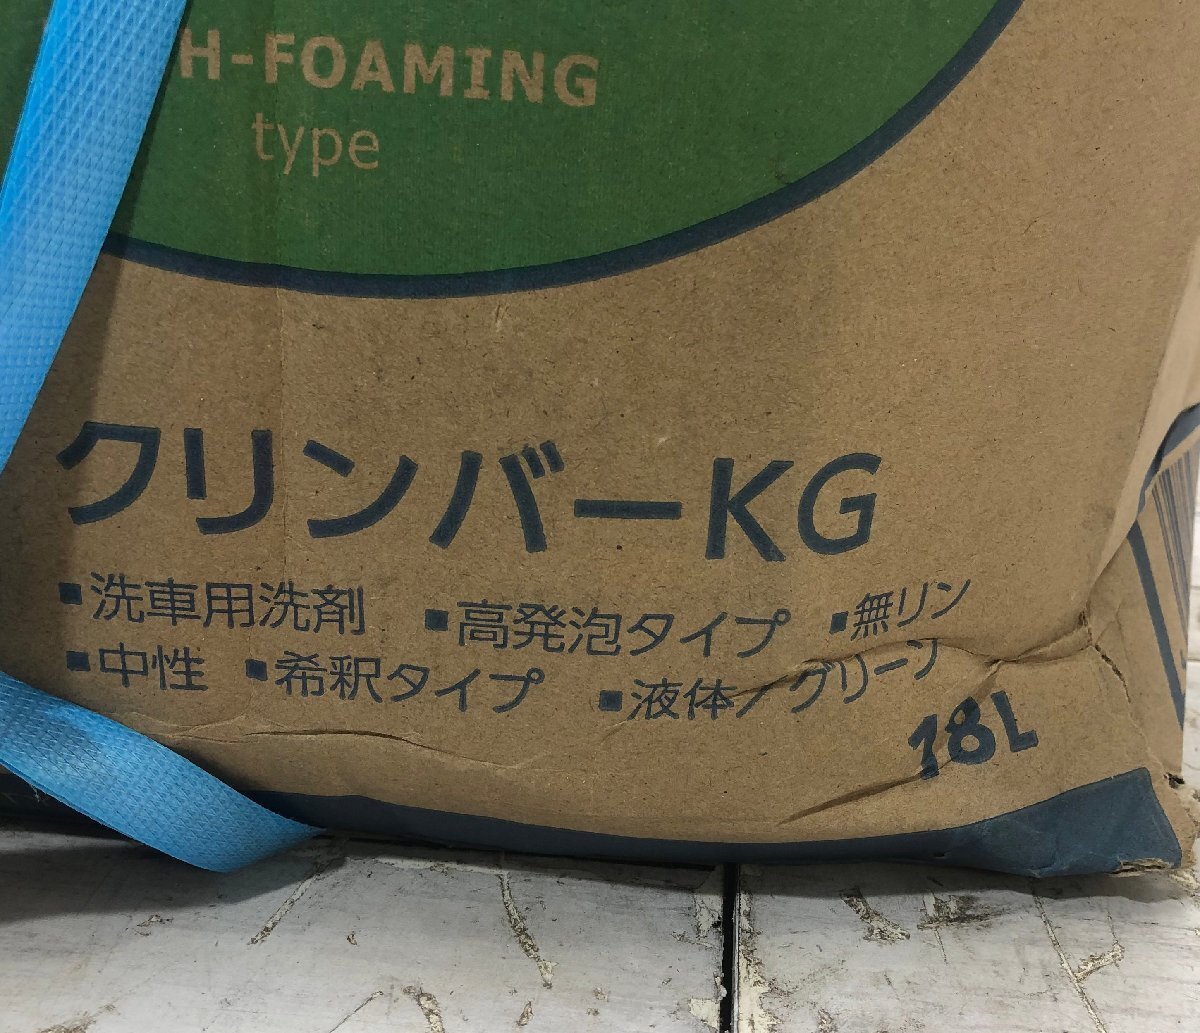 H-FOAMING
type
クリンバーKG
▪洗車用洗剤 ▪高発泡タイプ ▪無リン
▪中性 ▪希釈タイプ ▪液体/グリーン
18L